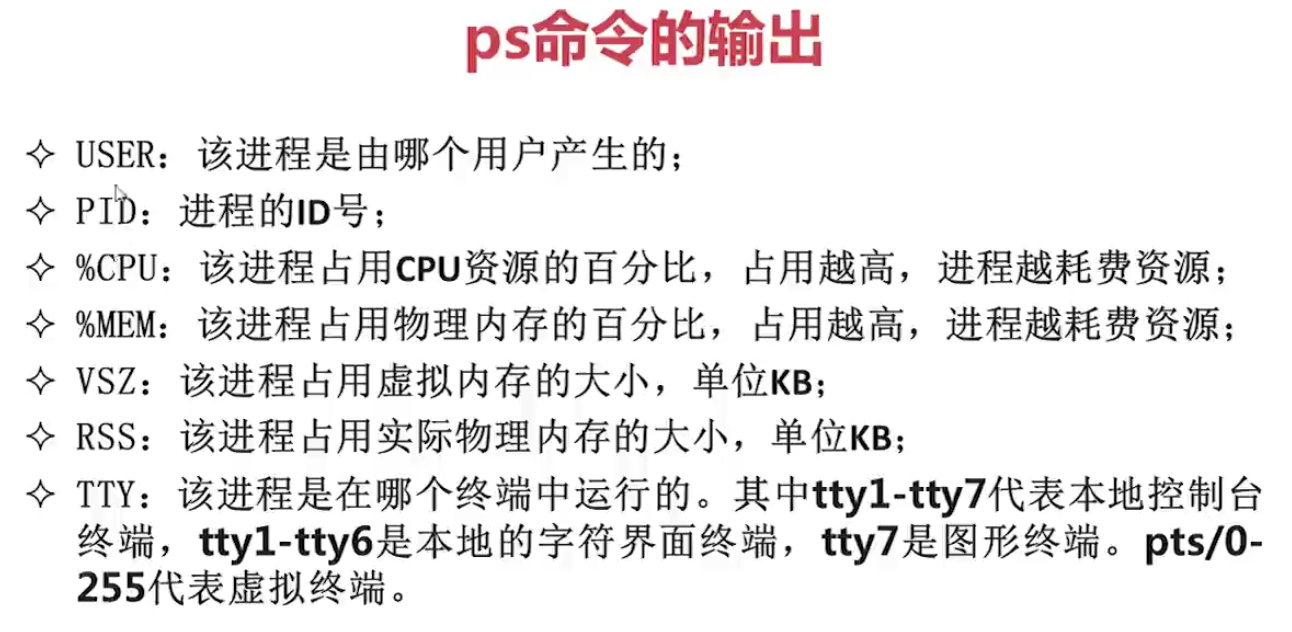 ps命令的输出
✧ USER：该进程是由哪个用户产生的；
✧ PID：进程的ID号；
✧ %CPU：该进程占用CPU资源的百分比，占用越高，进程越耗费资源；
✧ %MEM：该进程占用物理内存的百分比，占用越高，进程越耗费资源；
✧ VSZ：该进程占用虚拟内存的大小，单位KB；
✧ RSS：该进程占用实际物理内存的大小，单位KB；
✧ TTY：该进程是在哪个终端中运行的。其中tty1-tty7代表本地控制台
终端，tty1-tty6是本地的字符界面终端，tty7是图形终端。pts/0-
255代表虚拟终端。